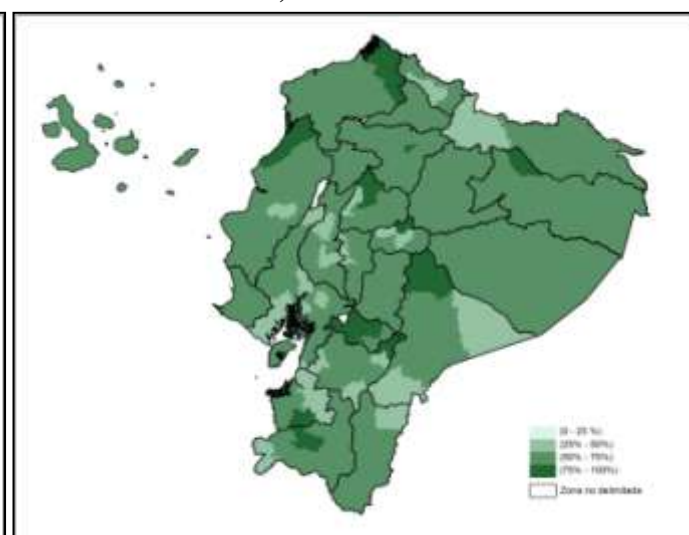 (0 - 25 %)
(25% - 50%)
(50% - 75%)
(75% - 100%)
Zona no delimitada